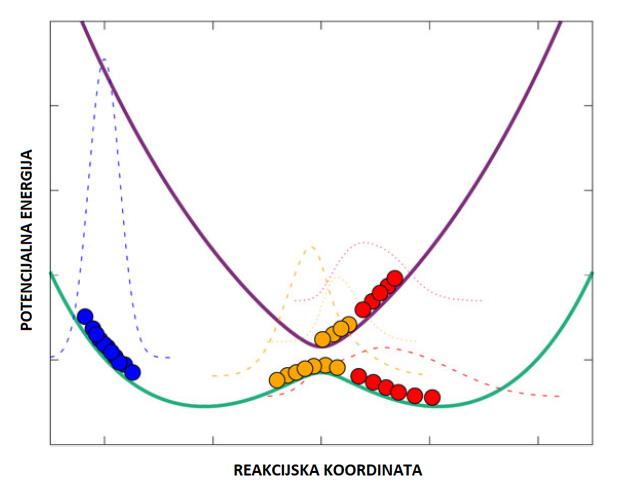 POTENCIJALNA ENERGIJA
REAKCIJSKA KOORDINATA